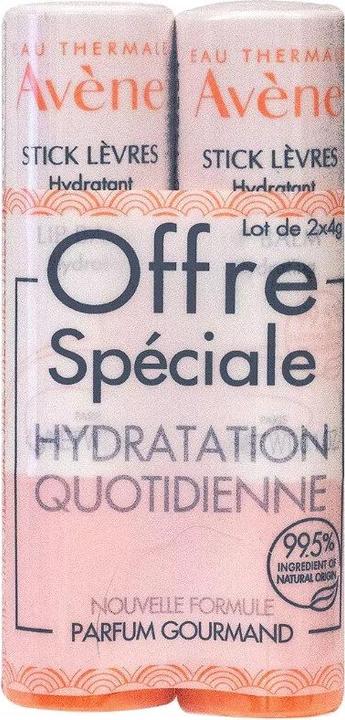 EAU THERMALE
Avène
STICK LÈVRES
Hydratant
EAU THERMALE
Avène
STICK LÈVRES
Hydratant
Lot de 2x4g
Offre
Spéciale
HYDRATATION
QUOTIDIENNE
99.5%
INGREDIENT OF
NATURAL ORIGIN
NOUVELLE FORMULE
PARFUM GOURMAND